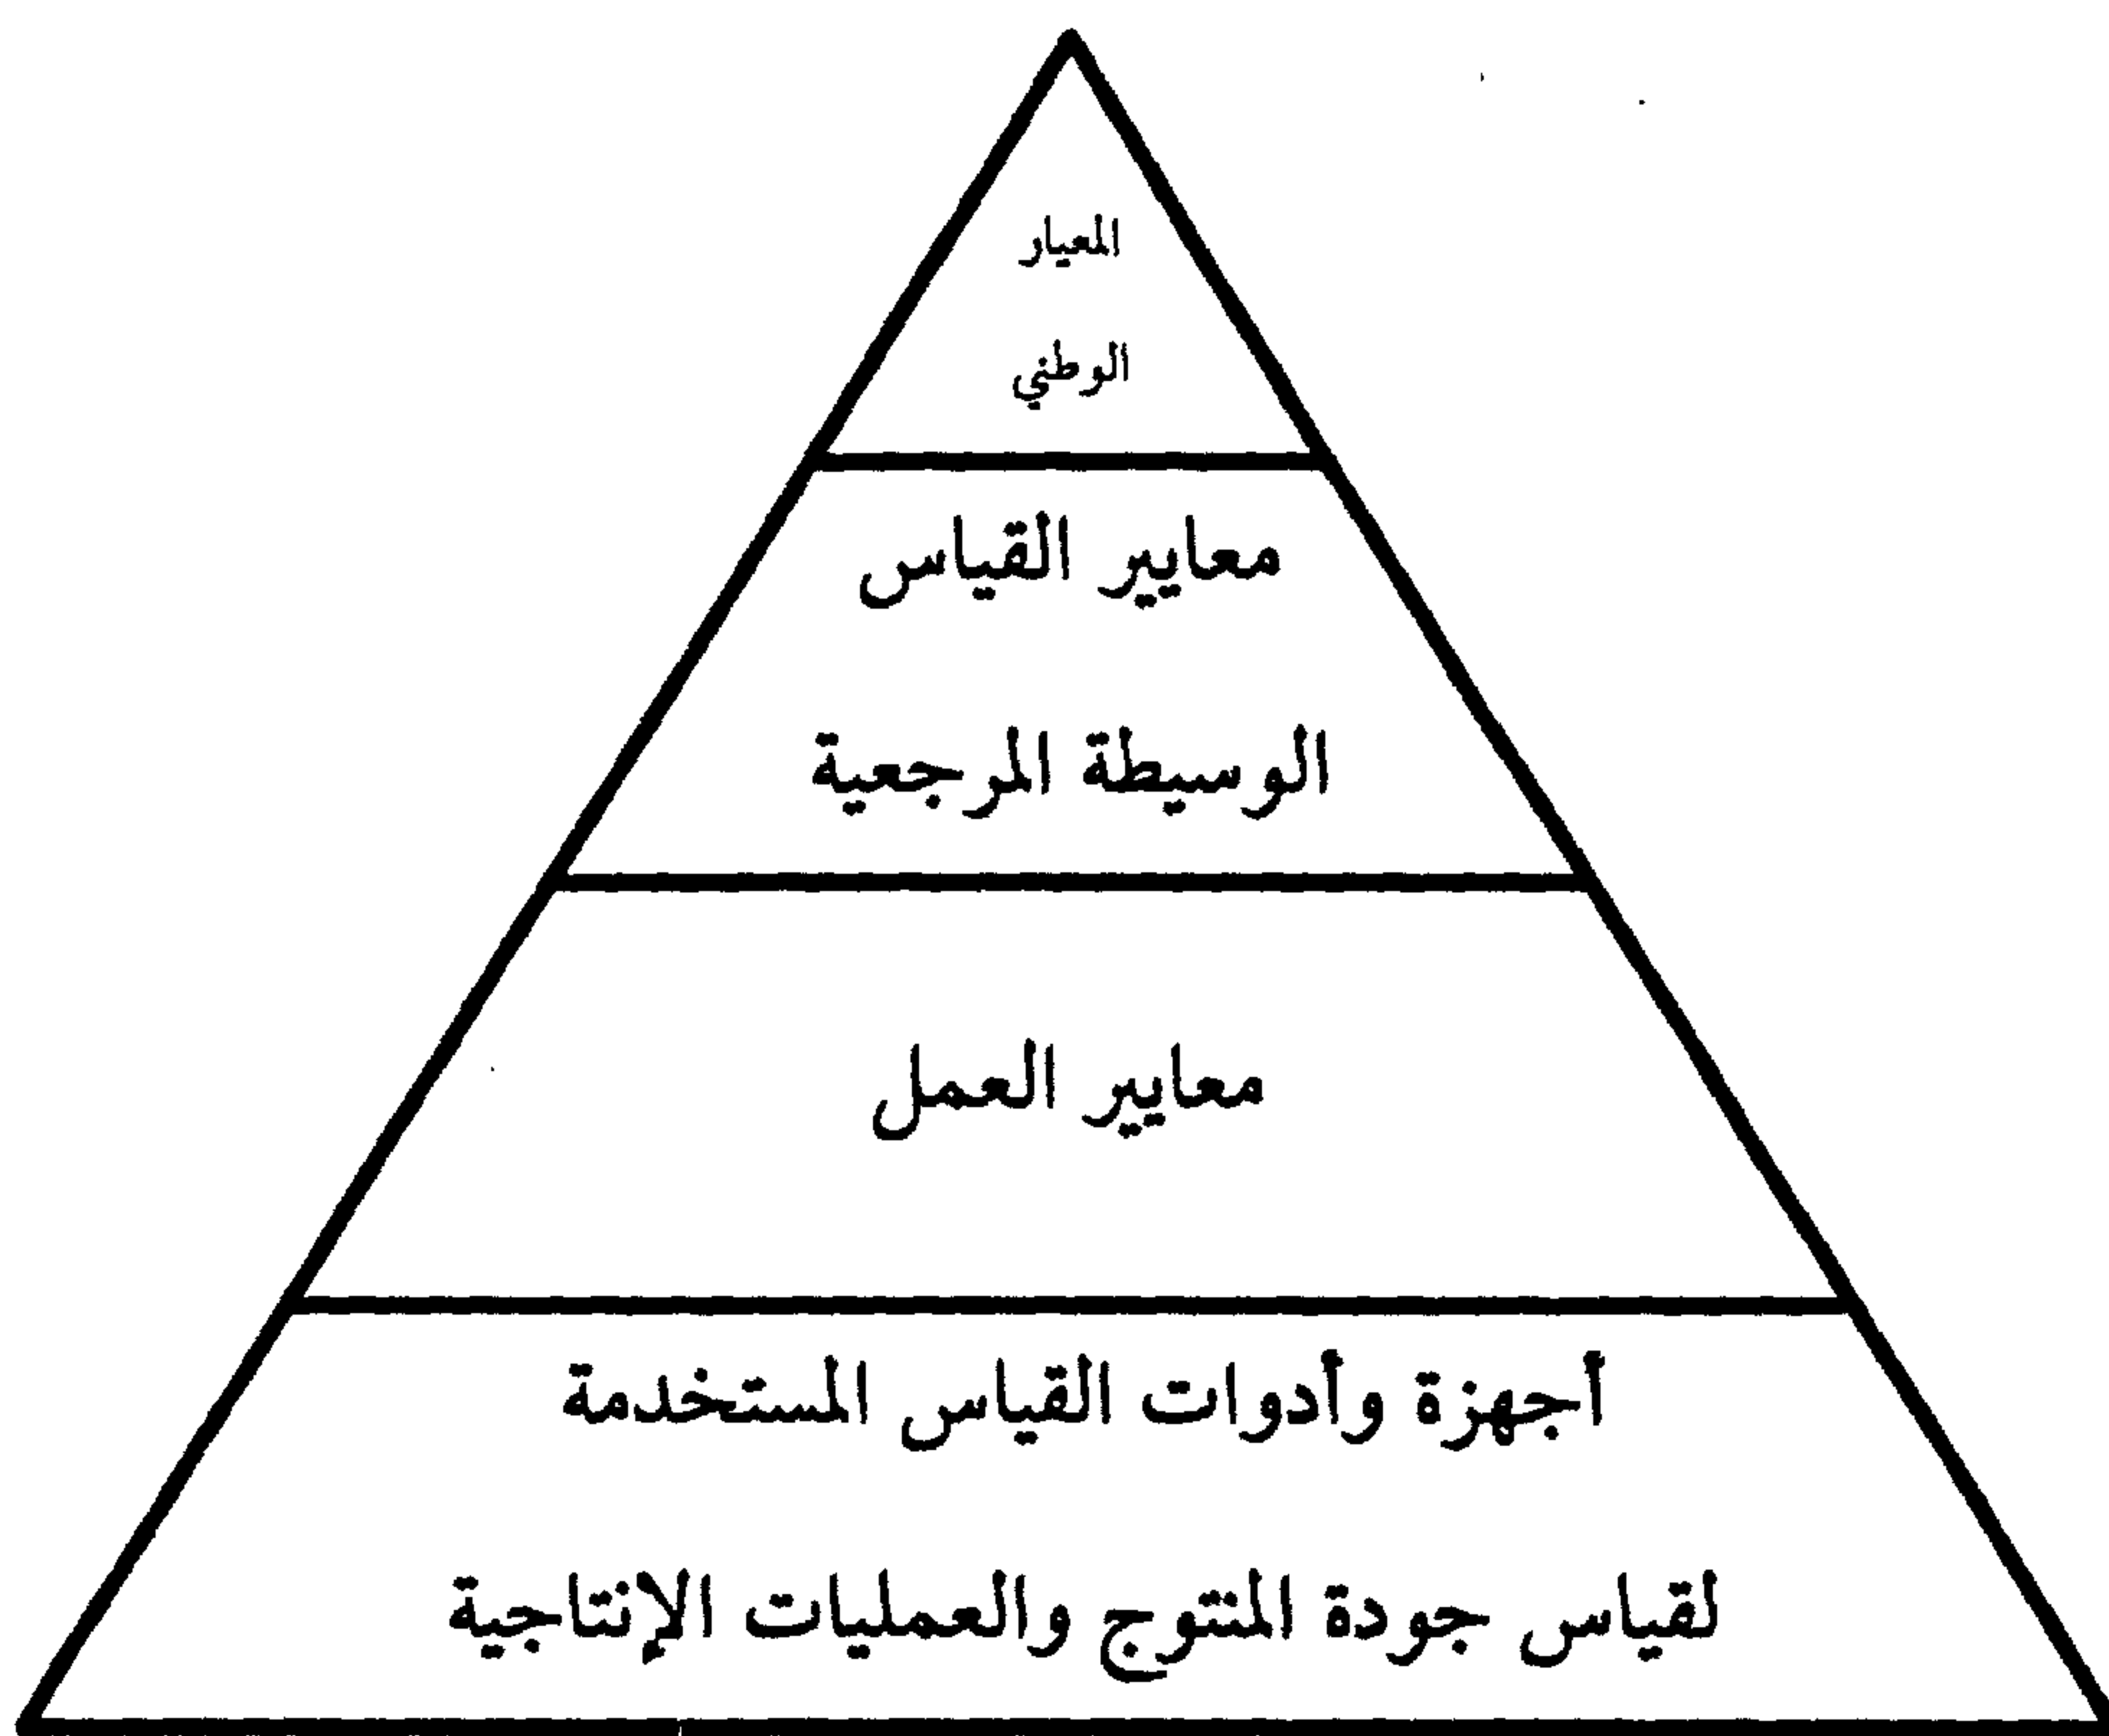 المعيار
الوطني
معايير القياس
الوسيطة المرجعية
معايير العمل
أجهزة وأدوات القياس المستخدمة
لقياس جودة المنتوج والعمليات الإنتاجية